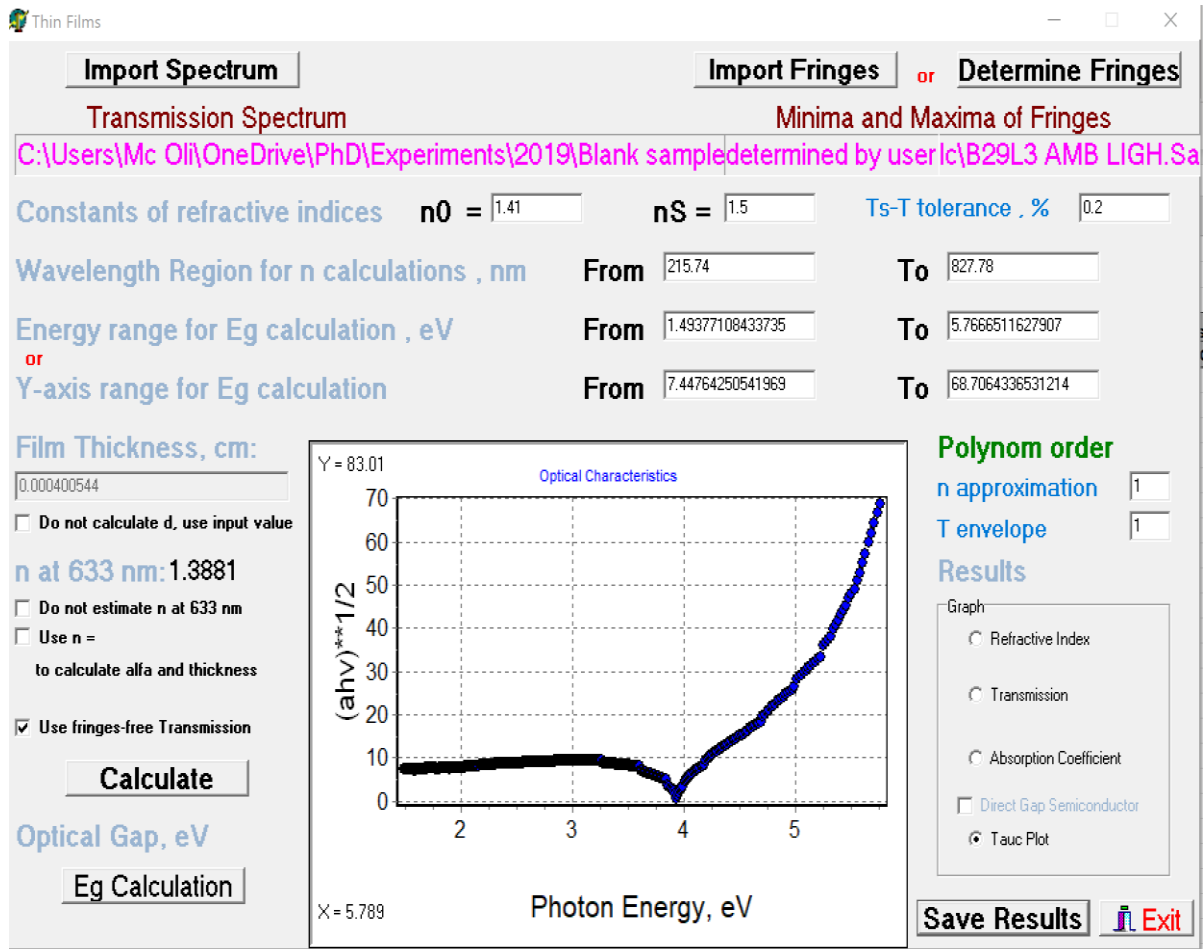 Thin Films
Import Spectrum
Import Fringes or Determine Fringes
Transmission Spectrum
Minima and Maxima of Fringes
C:\Users\Mc Oli\OneDrive\PhD\Experiments\2019\Blank sample
determined by user lc\B29L3 AMB LIGH.Sa
Constants of refractive indices n0 = 1.41 nS = 1.5 Ts-T tolerance , % 0.2
Wavelength Region for n calculations , nm From 215.74 To 827.78
Energy range for Eg calculation , eV From 1.49377108433735 To 5.7666511627907
or
Y-axis range for Eg calculation From 7.44764250541969 To 68.7064336531214
Film Thickness, cm:
0.000400544
Do not calculate d, use input value
n at 633 nm: 1.3881
Do not estimate n at 633 nm
Use n =
to calculate alfa and thickness
Use fringes-free Transmission
Calculate
Optical Gap, eV
Eg Calculation
Y = 83.01
Optical Characteristics
70
60
50
40
30
20
10
0
(ahv)**1/2
2 3 4 5
Photon Energy, eV
X = 5.789
Polynom order
n approximation 1
T envelope 1
Results
Graph
Refractive Index
Transmission
Absorption Coefficient
Direct Gap Semiconductor
Tauc Plot
Save Results
Exit